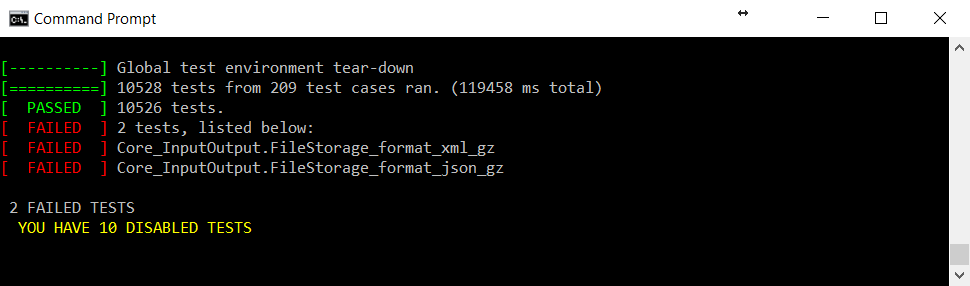 Command Prompt
[----------] Global test environment tear-down
[==========] 10528 tests from 209 test cases ran. (119458 ms total)
[  PASSED  ] 10526 tests.
[  FAILED  ] 2 tests, listed below:
[  FAILED  ] Core_InputOutput.FileStorage_format_xml_gz
[  FAILED  ] Core_InputOutput.FileStorage_format_json_gz
2 FAILED TESTS
YOU HAVE 10 DISABLED TESTS